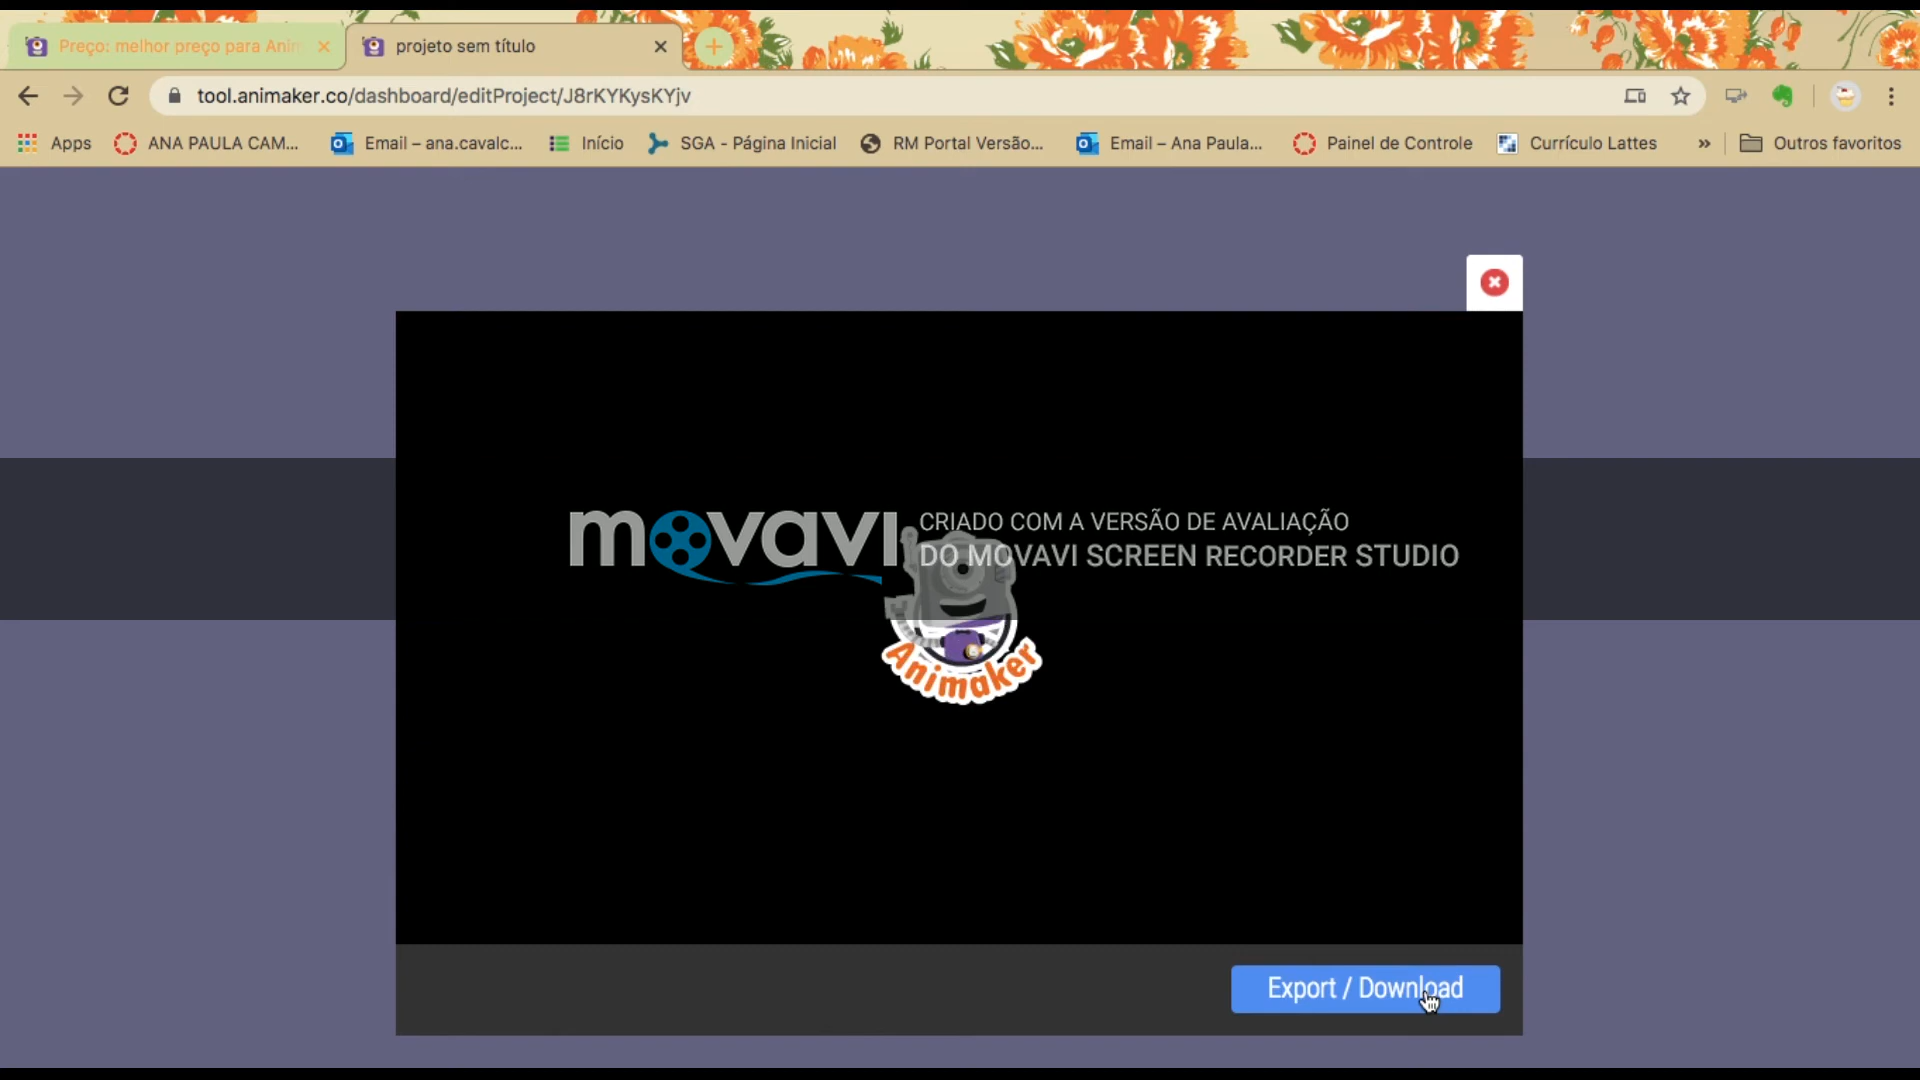 Preço: melhor preço para Anim
projeto sem título
tool.animaker.co/dashboard/editProject/J8rKYKysKYjv
Apps
ANA PAULA CAM...
Email – ana.cavalc...
Início
SGA - Página Inicial
RM Portal Versão...
Email – Ana Paula...
Painel de Controle
Currículo Lattes
»
Outros favoritos
movavi
CRIADO COM A VERSÃO DE AVALIAÇÃO
DO MOVAVI SCREEN RECORDER STUDIO
Animaker
Export / Download